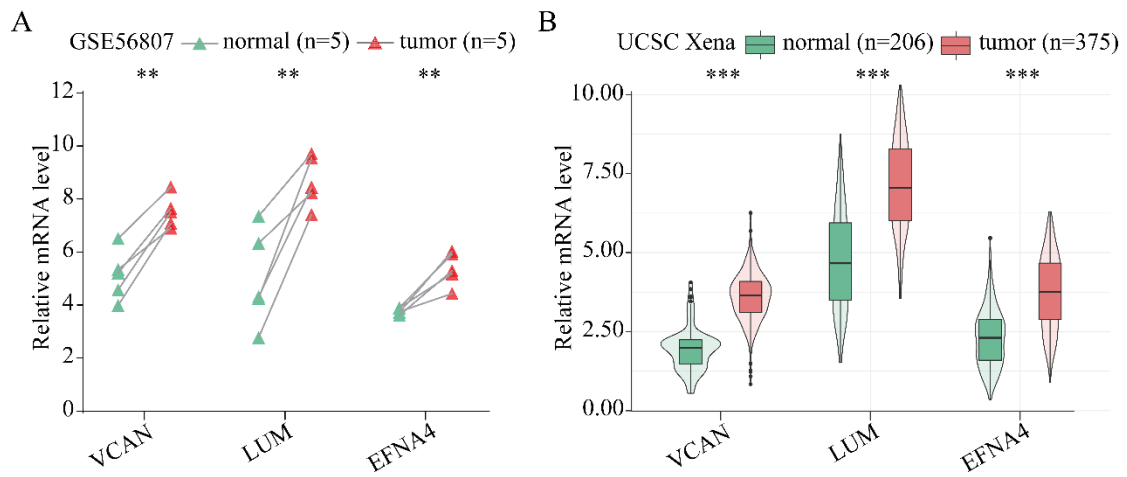 A
GSE56807 normal (n=5) tumor (n=5)
** ** **
Relative mRNA level
12
10
8
6
4
2
0
VCAN LUM EFNA4
B
UCSC Xena normal (n=206) tumor (n=375)
*** *** ***
Relative mRNA level
10.00
7.50
5.00
2.50
0.00
VCAN LUM EFNA4